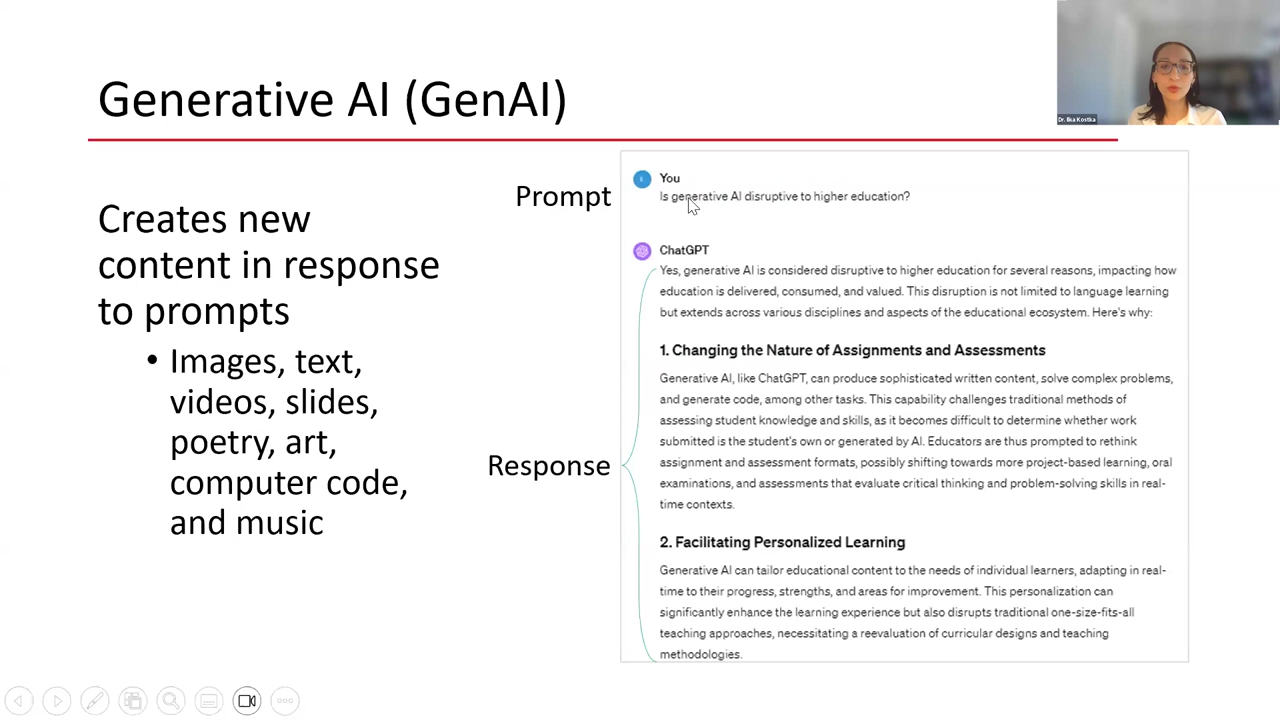 Generative AI (GenAI)
Dr. Ilka Kostka
Creates new
content in response
to prompts
• Images, text,
videos, slides,
poetry, art,
computer code,
and music
Prompt
You
Is generative AI disruptive to higher education?
Response
ChatGPT
Yes, generative AI is considered disruptive to higher education for several reasons, impacting how
education is delivered, consumed, and valued. This disruption is not limited to language learning
but extends across various disciplines and aspects of the educational ecosystem. Here's why:
1. Changing the Nature of Assignments and Assessments
Generative AI, like ChatGPT, can produce sophisticated written content, solve complex problems,
and generate code, among other tasks. This capability challenges traditional methods of
assessing student knowledge and skills, as it becomes difficult to determine whether work
submitted is the student's own or generated by AI. Educators are thus prompted to rethink
assignment and assessment formats, possibly shifting towards more project-based learning, oral
examinations, and assessments that evaluate critical thinking and problem-solving skills in real-
time contexts.
2. Facilitating Personalized Learning
Generative AI can tailor educational content to the needs of individual learners, adapting in real-
time to their progress, strengths, and areas for improvement. This personalization can
significantly enhance the learning experience but also disrupts traditional one-size-fits-all
teaching approaches, necessitating a reevaluation of curricular designs and teaching
methodologies.